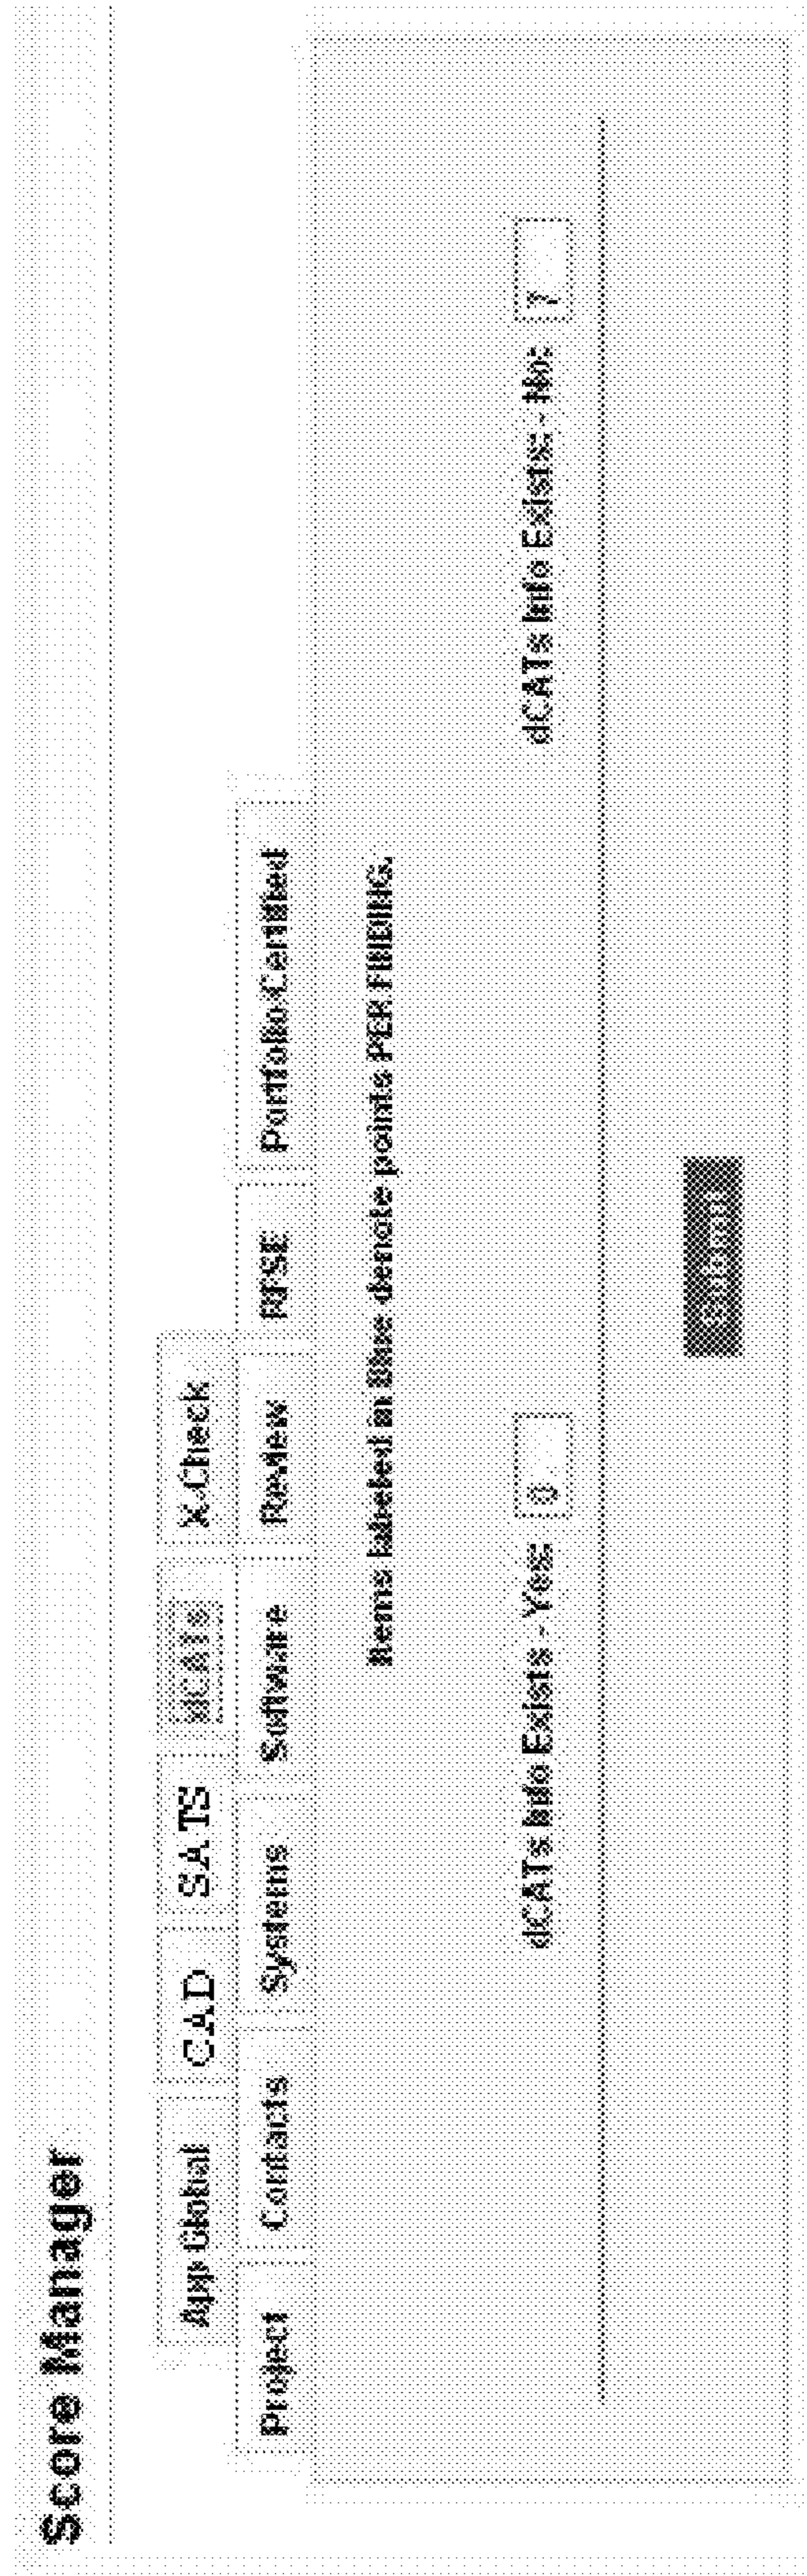 Score Manager
App Global CAD SATS dCATs X.Check
Project Contacts Systems Software Review RFSE Portfolio Certified
Items labeled in Blue denote points PER FINDING.
dCATs Info Exists - Yes: 0 dCATs Info Exists: - No: 7
Submit